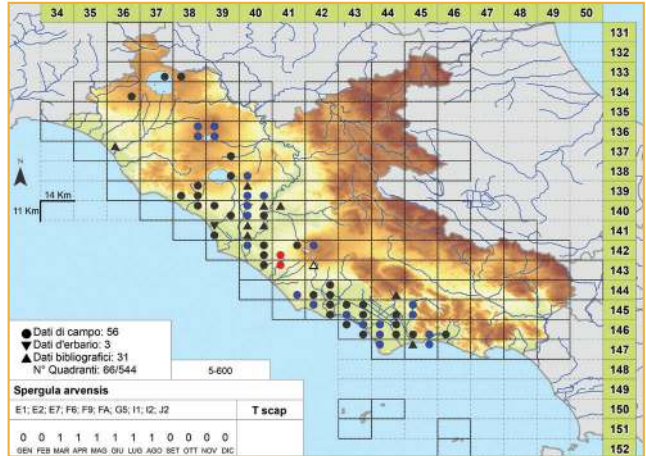 34 35 36 37 38 39 40 41 42 43 44 45 46 47 48 49 50
131
132
133
134
135
136
137
138
139
140
141
142
143
144
145
146
147
148
149
150
151
152
N
14 Km
11 Km
Dati di campo: 56
Dati d'erbario: 3
Dati bibliografici: 31
N° Quadranti: 66/544
5-600
Spergula arvensis
E1; E2; E7; F6; F9; FA; G5; I1; I2; J2
T scap
0 0 1 1 1 1 1 1 0 0 0 0
GEN FEB MAR APR MAG GIU LUG AGO SET OTT NOV DIC